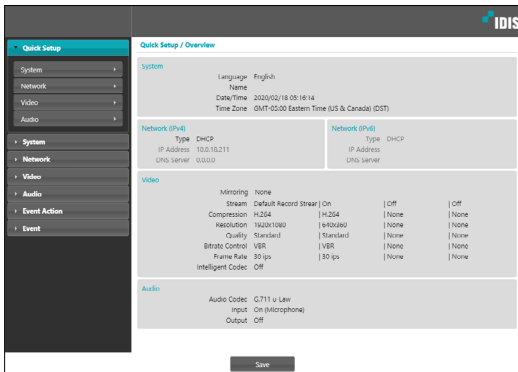 IDIS
Quick Setup
System
Network
Video
Audio
System
Network
Video
Audio
Event Action
Event
Quick Setup / Overview
System
Language English
Name
Date/Time 2020/02/18 05:16:14
Time Zone GMT-05:00 Eastern Time (US & Canada) (DST)
Network (IPv4)
Type DHCP
IP Address 10.0.10.211
DNS Server 0.0.0.0
Network (IPv6)
Type DHCP
IP Address
DNS Server
Video
Mirroring None
Stream Default Record Strear | On | Off | Off
Compression H.264 | H.264 | None | None
Resolution 1920x1080 | 640x360 | None | None
Quality Standard | Standard | None | None
Bitrate Control VBR | VBR | None | None
Frame Rate 30 ips | 30 ips | None | None
Intelligent Codec Off
Audio
Audio Codec G.711 u-Law
Input On (Microphone)
Output Off
Save